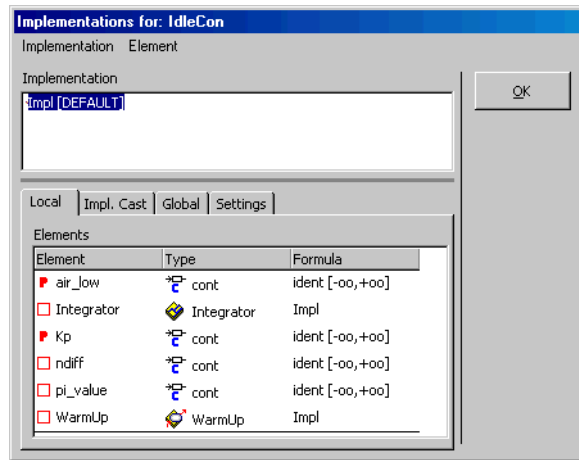 Implementations for: IdleCon
Implementation Element
Implementation
Impl [DEFAULT]
OK
Local Impl. Cast Global Settings
Elements
Element Type Formula
air_low cont ident [-oo,+oo]
Integrator Integrator Impl
Kp cont ident [-oo,+oo]
ndiff cont ident [-oo,+oo]
pi_value cont ident [-oo,+oo]
WarmUp WarmUp Impl